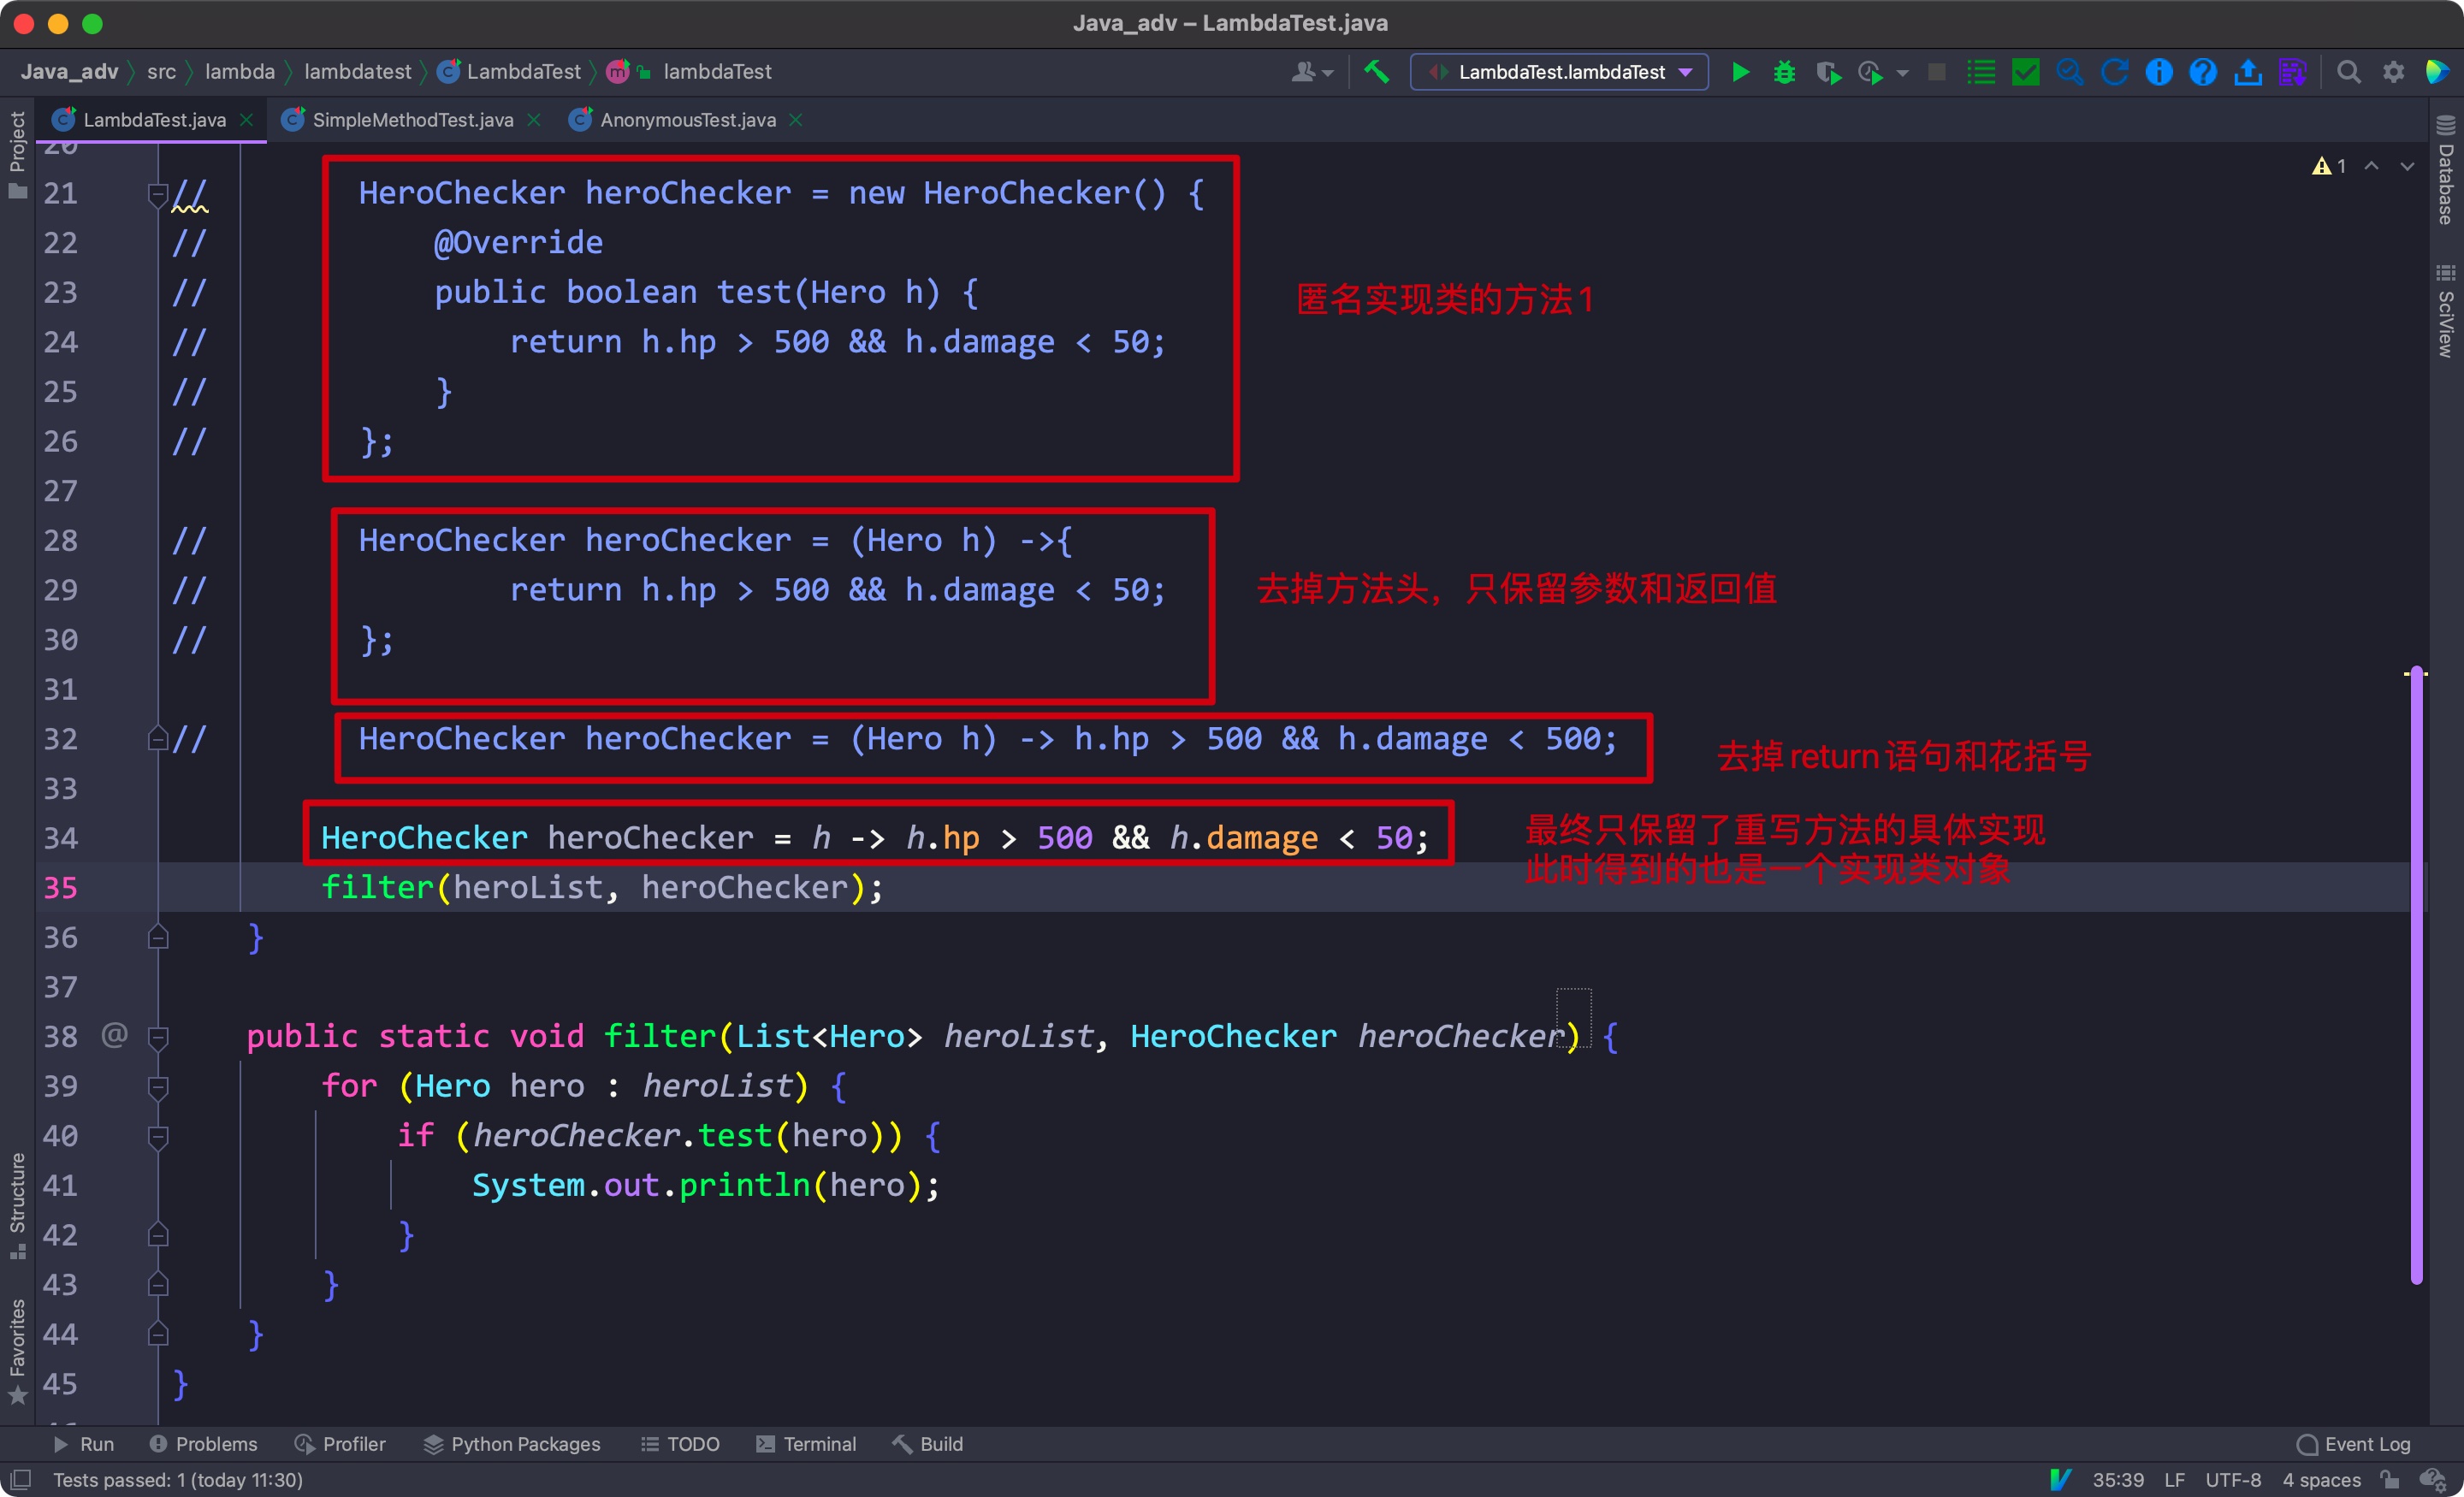 Java_adv – LambdaTest.java
Java_adv src lambda lambdatest LambdaTest lambdaTest LambdaTest.lambdaTest
LambdaTest.java SimpleMethodTest.java AnonymousTest.java
Project
Database
SciView
1
20
21 // HeroChecker heroChecker = new HeroChecker() {
22 // @Override
23 // public boolean test(Hero h) {
匿名实现类的方法1
24 // return h.hp > 500 && h.damage < 50;
25 // }
26 // };
27
28 // HeroChecker heroChecker = (Hero h) ->{
29 // return h.hp > 500 && h.damage < 50;
去掉方法头，只保留参数和返回值
30 // };
31
32 // HeroChecker heroChecker = (Hero h) -> h.hp > 500 && h.damage < 500;
去掉return语句和花括号
33
34 HeroChecker heroChecker = h -> h.hp > 500 && h.damage < 50;
最终只保留了重写方法的具体实现
此时得到的也是一个实现类对象
35 filter(heroList, heroChecker);
36 }
37
38 @ public static void filter(List<Hero> heroList, HeroChecker heroChecker) {
39 for (Hero hero : heroList) {
40 if (heroChecker.test(hero)) {
41 System.out.println(hero);
42 }
43 }
44 }
45 }
Structure
Favorites
Run Problems Profiler Python Packages TODO Terminal Build Event Log
Tests passed: 1 (today 11:30) 35:39 LF UTF-8 4 spaces